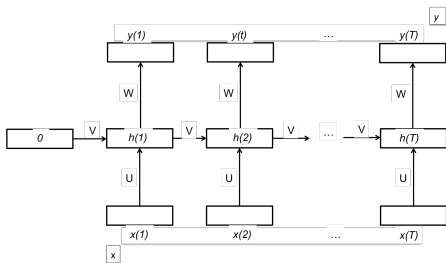 y
y(1) y(t) ... y(T)
W W W
0 V h(1) V h(2) V ... V h(T)
U U U
x(1) x(2) ... x(T)
x